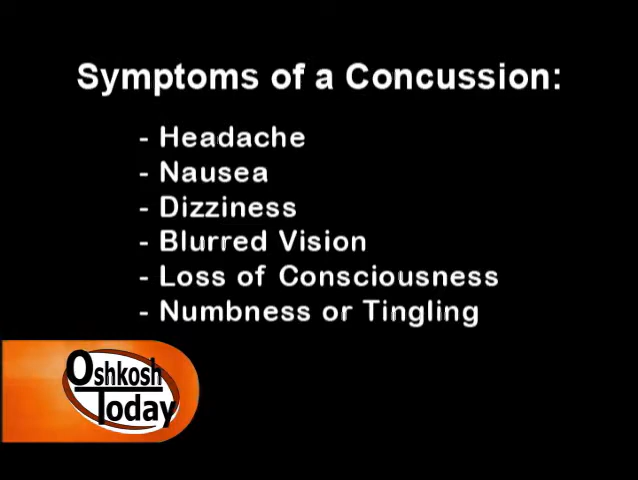 Symptoms of a Concussion:
- Headache
- Nausea
- Dizziness
- Blurred Vision
- Loss of Consciousness
- Numbness or Tingling
Oshkosh
Today